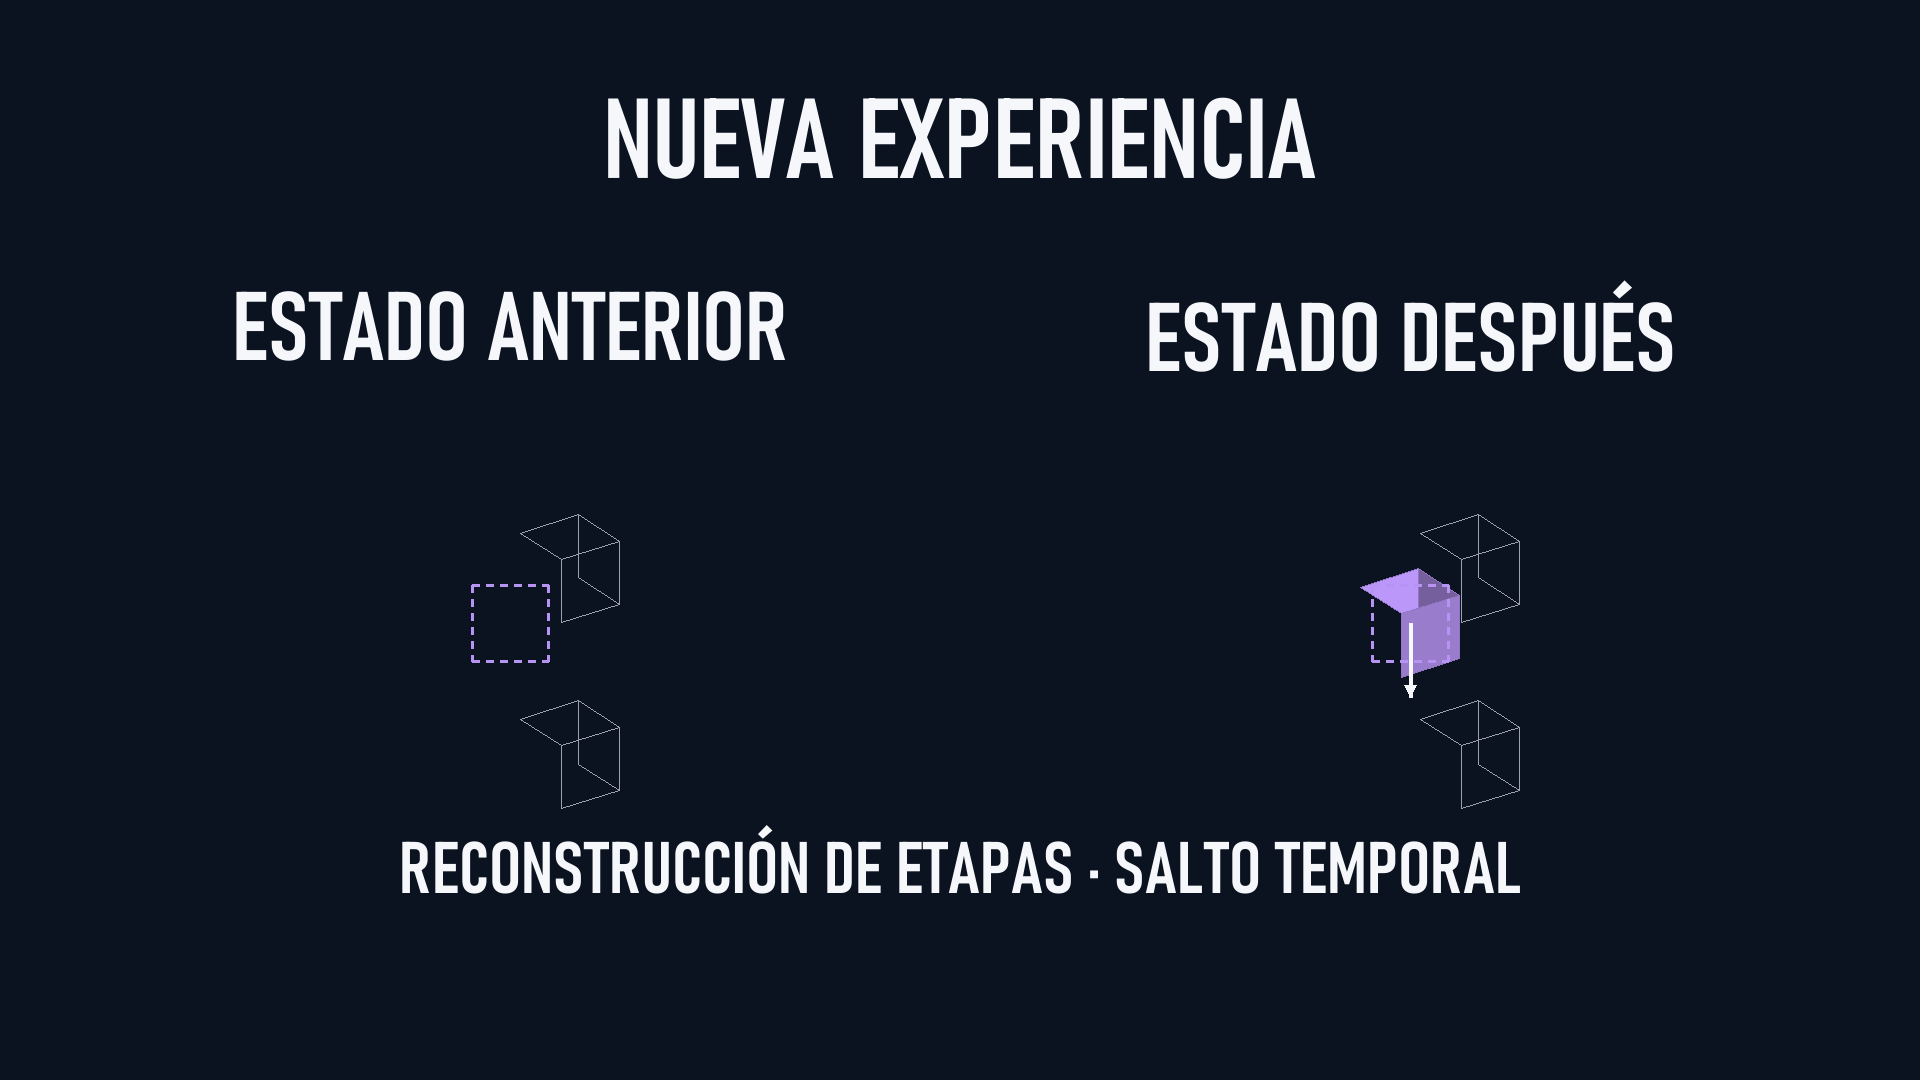 NUEVA EXPERIENCIA
ESTADO ANTERIOR
ESTADO DESPUÉS
RECONSTRUCCIÓN DE ETAPAS · SALTO TEMPORAL